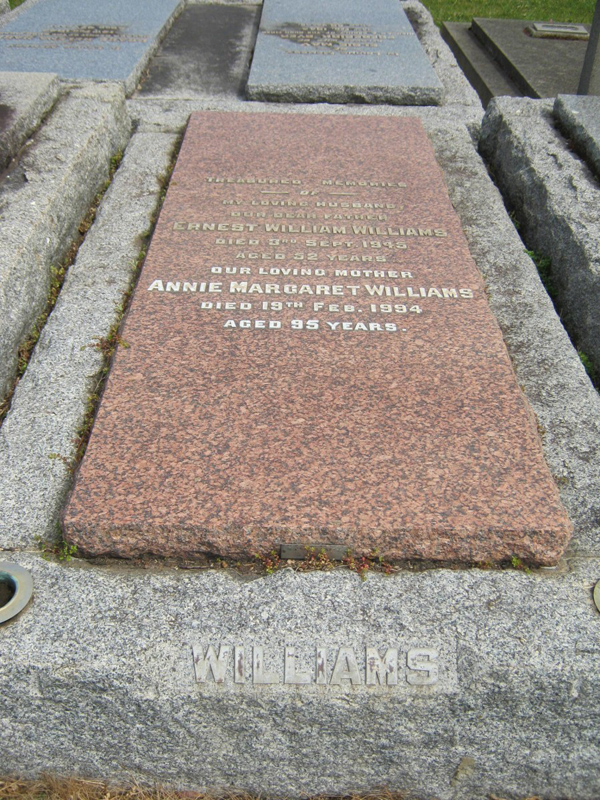 TREASURED MEMORIES
OF
MY LOVING HUSBAND
OUR DEAR FATHER
ERNEST WILLIAM WILLIAMS
DIED 3RD SEPT. 1945
AGED 52 YEARS
OUR LOVING MOTHER
ANNIE MARGARET WILLIAMS
DIED 19TH FEB. 1994
AGED 95 YEARS.
WILLIAMS